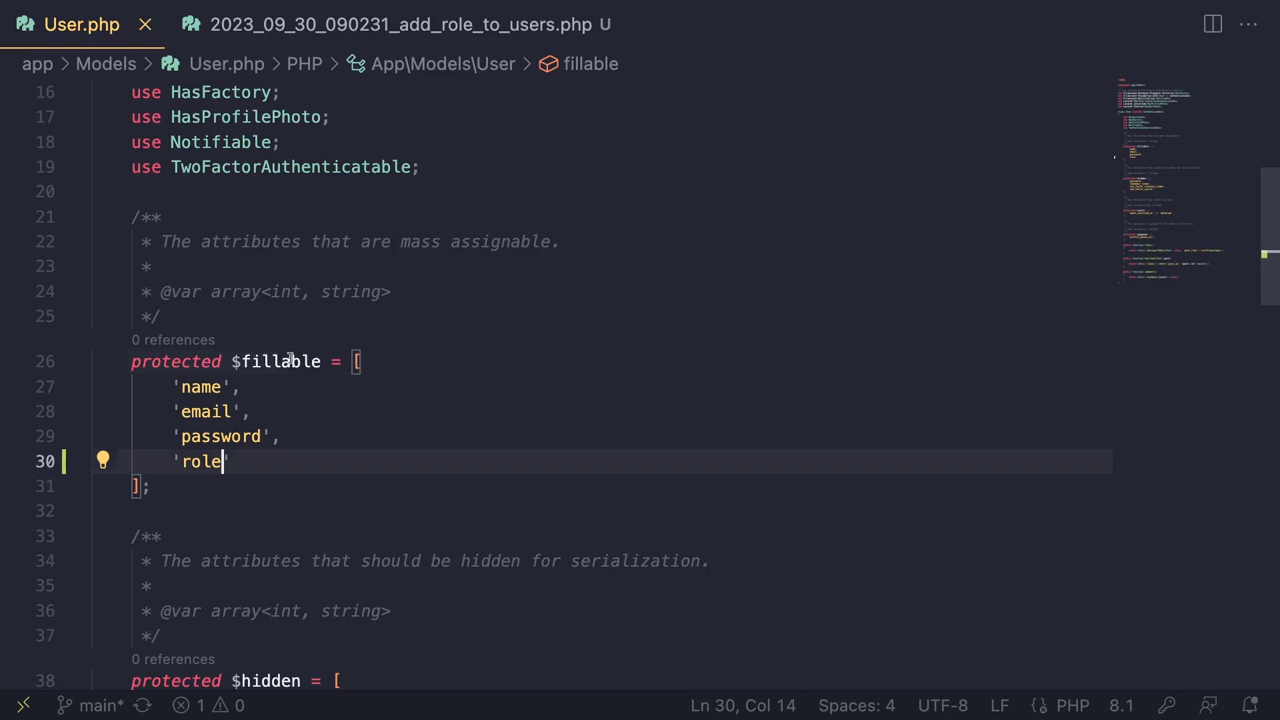 User.php 2023_09_30_090231_add_role_to_users.php U
app > Models > User.php > PHP > App\Models\User > fillable
16 use HasFactory;
17 use HasProfilePhoto;
18 use Notifiable;
19 use TwoFactorAuthenticatable;
20
21 /**
22 * The attributes that are mass assignable.
23 *
24 * @var array<int, string>
25 */
0 references
26 protected $fillable = [
27 'name',
28 'email',
29 'password',
30 'role'
31 ];
32
33 /**
34 * The attributes that should be hidden for serialization.
35 *
36 * @var array<int, string>
37 */
0 references
38 protected $hidden = [
main* 1 0 Ln 30, Col 14 Spaces: 4 UTF-8 LF {} PHP 8.1